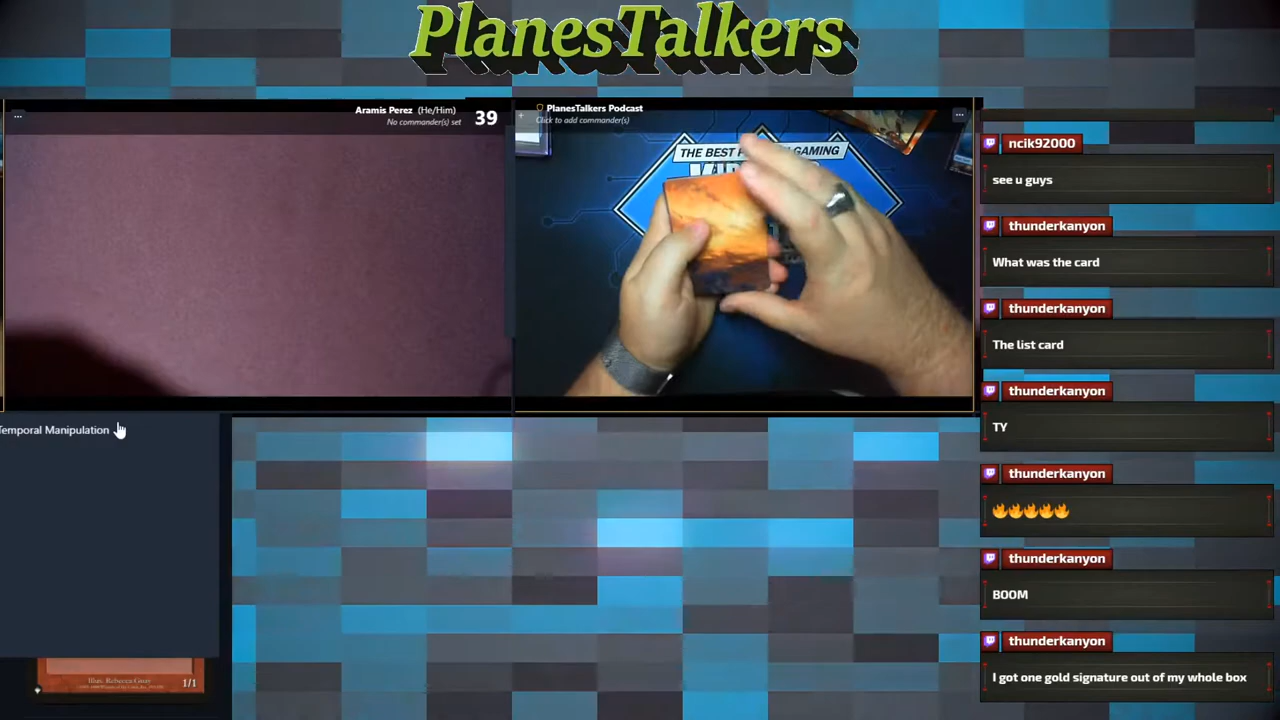 PlanesTalkers
Aramis Perez (He/Him)
No commander(s) set
39
PlanesTalkers Podcast
Click to add commander(s)
THE BEST GAMING
ncik92000
see u guys
thunderkanyon
What was the card
thunderkanyon
The list card
thunderkanyon
TY
thunderkanyon
🔥🔥🔥🔥🔥
thunderkanyon
BOOM
thunderkanyon
I got one gold signature out of my whole box
Temporal Manipulation
Illus. Rebecca Guay
1/1